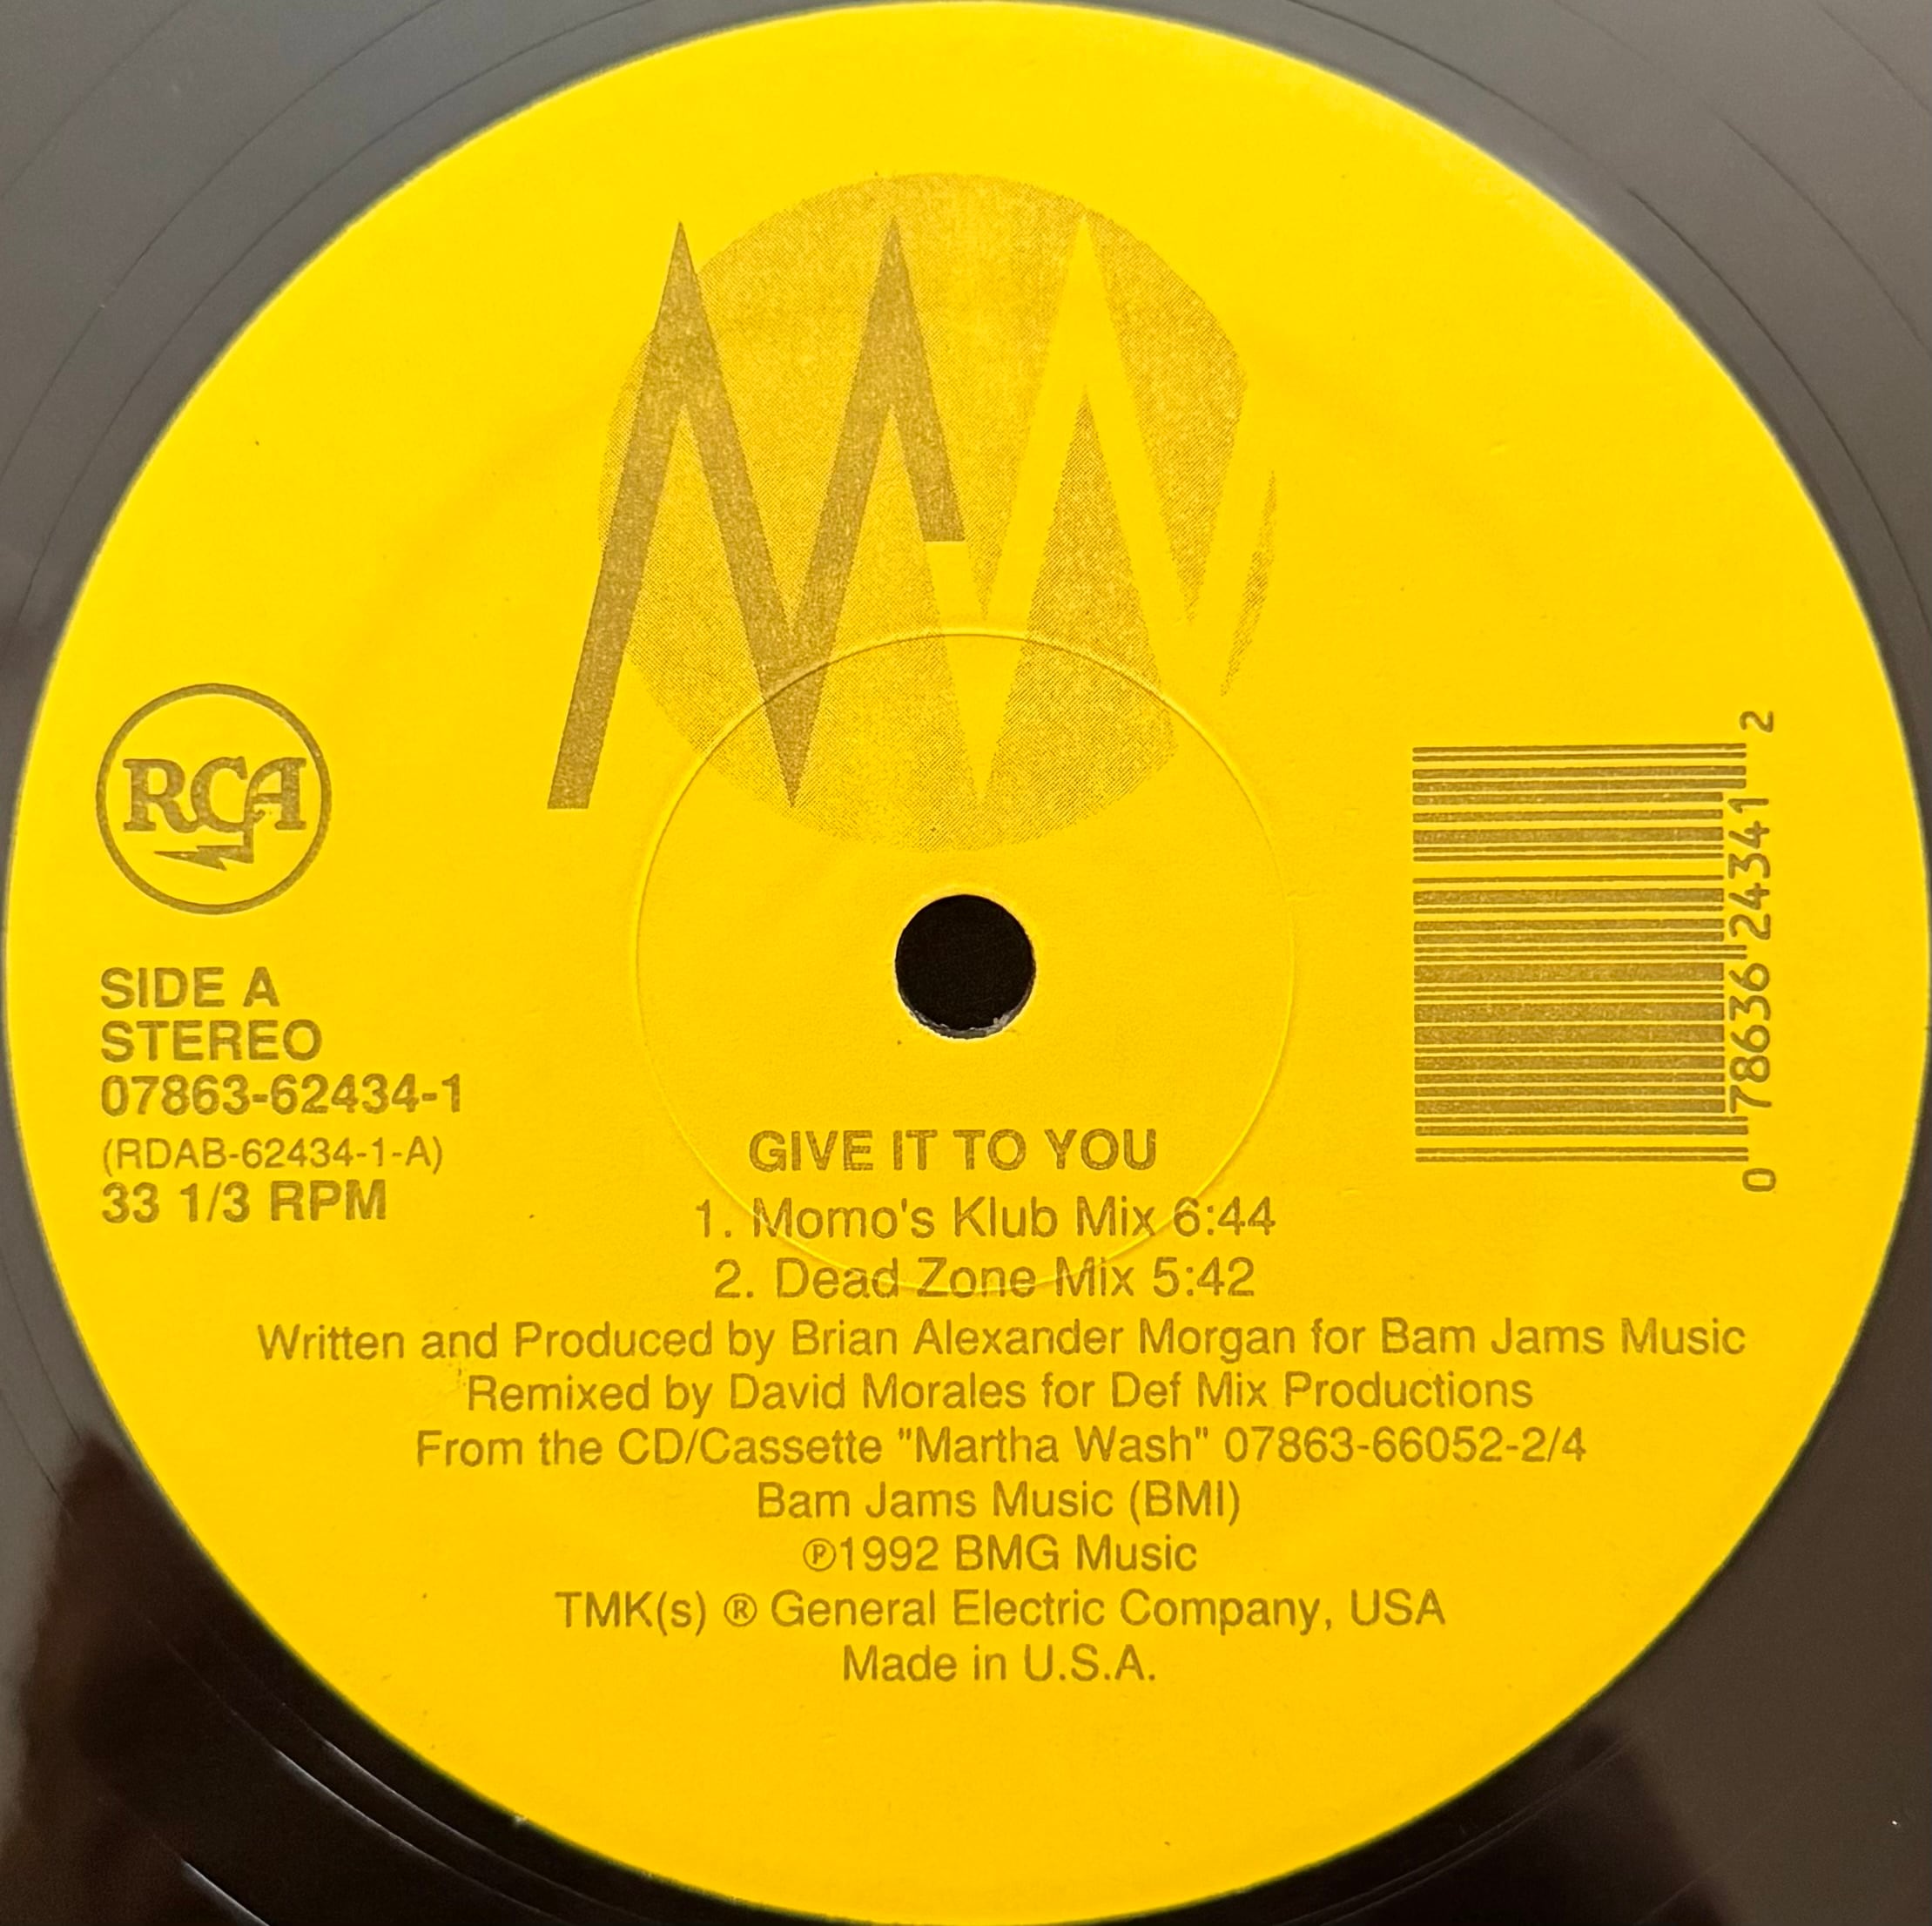 MW
RCA
SIDE A
STEREO
07863-62434-1
(RDAB-62434-1-A)
33 1/3 RPM
0 78636 24341 2
GIVE IT TO YOU
1. Momo's Klub Mix 6:44
2. Dead Zone Mix 5:42
Written and Produced by Brian Alexander Morgan for Bam Jams Music
Remixed by David Morales for Def Mix Productions
From the CD/Cassette "Martha Wash" 07863-66052-2/4
Bam Jams Music (BMI)
℗1992 BMG Music
TMK(s) ® General Electric Company, USA
Made in U.S.A.